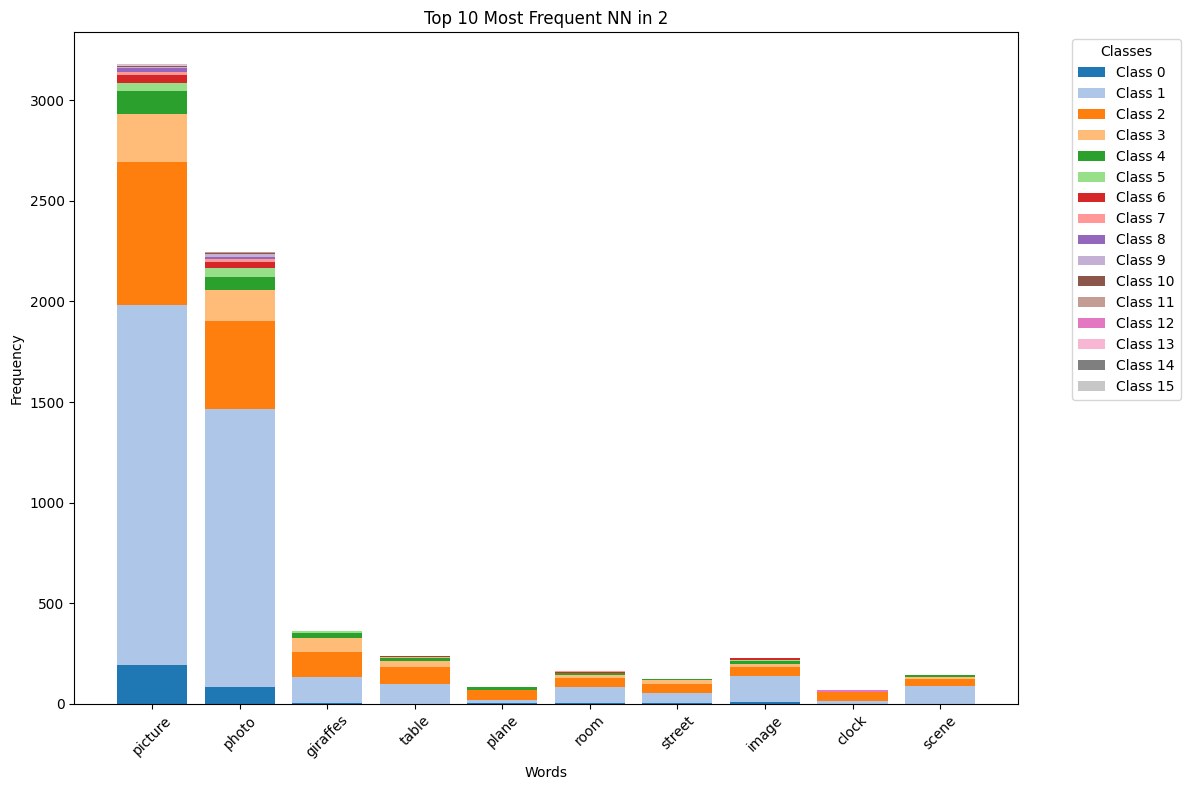 Top 10 Most Frequent NN in 2
Frequency
3000
2500
2000
1500
1000
500
0
picture
photo
giraffes
table
plane
room
street
image
clock
scene
Words
Classes
Class 0
Class 1
Class 2
Class 3
Class 4
Class 5
Class 6
Class 7
Class 8
Class 9
Class 10
Class 11
Class 12
Class 13
Class 14
Class 15